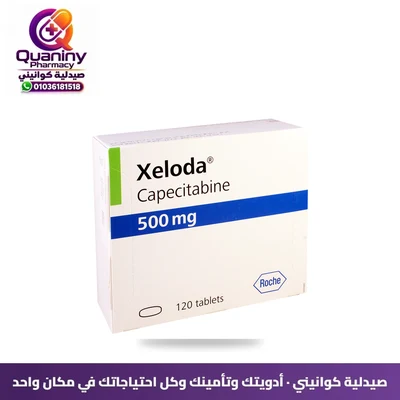 Quaniny
Pharmacy
صيدلية كوانيني
01036181518
Xeloda®
Capecitabine
500 mg
Roche
120 tablets
صيدلية كوانيني - أدويتك وتأمينك وكل احتياجاتك في مكان واحد